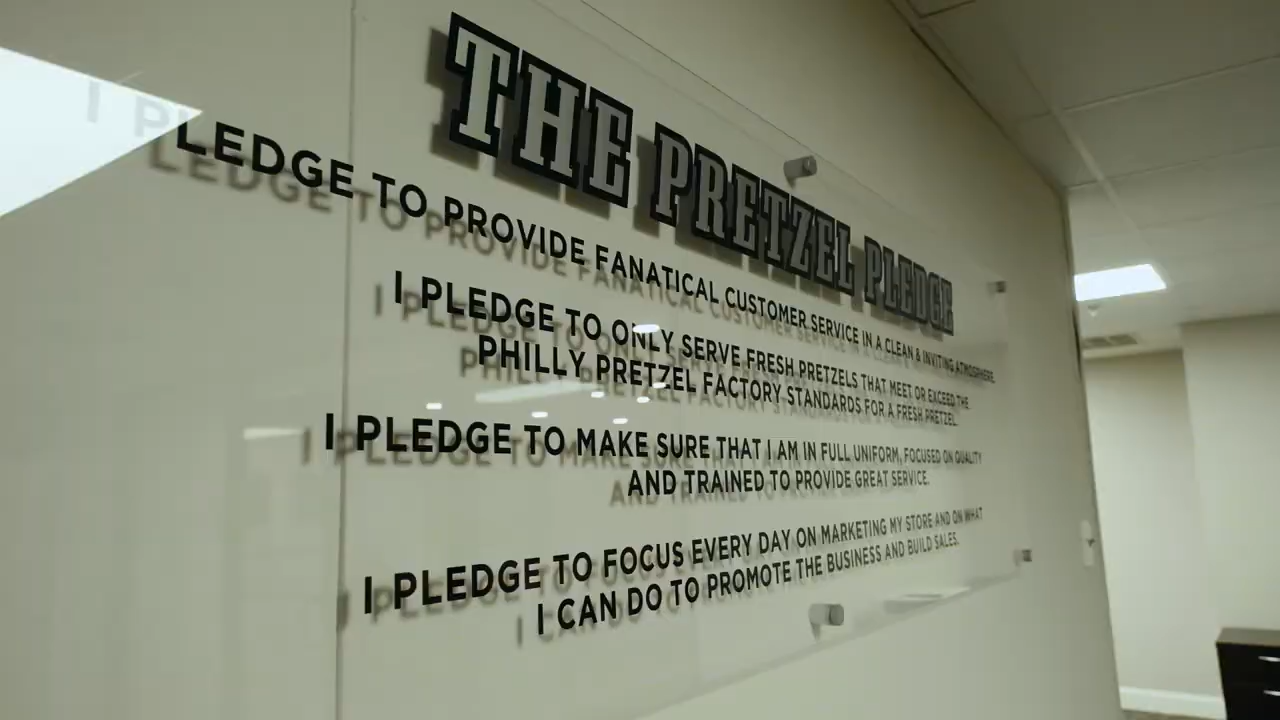 THE PRETZEL PLEDGE
I PLEDGE TO PROVIDE FANATICAL CUSTOMER SERVICE IN A CLEAN & INVITING ATMOSPHERE.
I PLEDGE TO ONLY SERVE FRESH PRETZELS THAT MEET OR EXCEED THE
PHILLY PRETZEL FACTORY STANDARDS FOR A FRESH PRETZEL.
I PLEDGE TO MAKE SURE THAT I AM IN FULL UNIFORM, FOCUSED ON QUALITY
AND TRAINED TO PROVIDE GREAT SERVICE.
I PLEDGE TO FOCUS EVERY DAY ON MARKETING MY STORE AND ON WHAT
I CAN DO TO PROMOTE THE BUSINESS AND BUILD SALES.